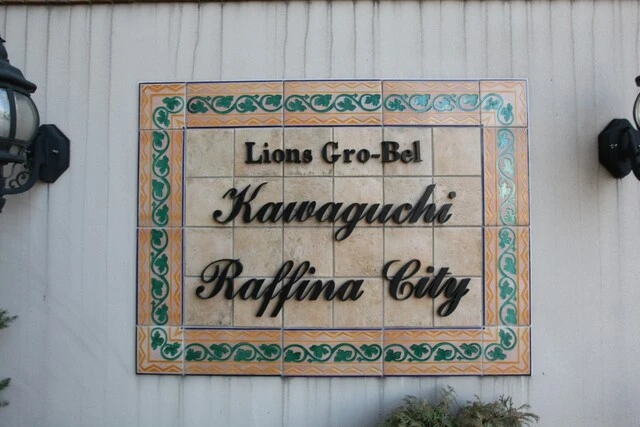 Lions Gro-Bel
Kawaguchi
Raffina City